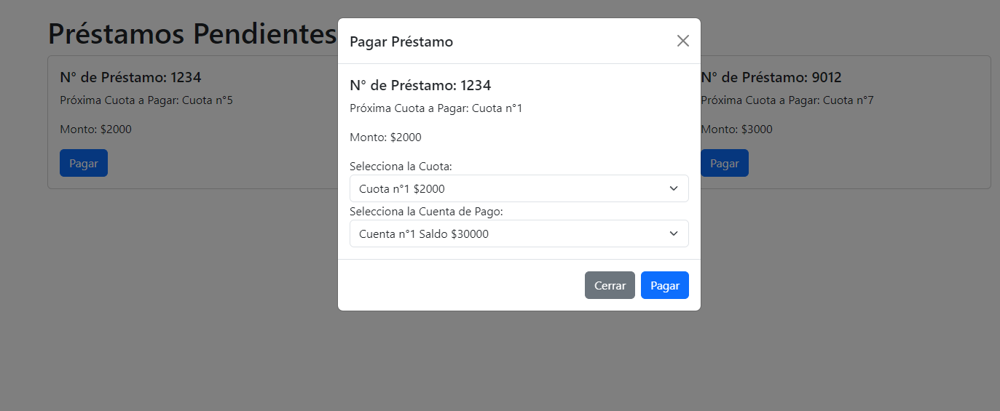 Préstamos Pendientes
N° de Préstamo: 1234
Próxima Cuota a Pagar: Cuota n°5
Monto: $2000
Pagar
Pagar Préstamo
N° de Préstamo: 1234
Próxima Cuota a Pagar: Cuota n°1
Monto: $2000
Selecciona la Cuota:
Cuota n°1 $2000
Selecciona la Cuenta de Pago:
Cuenta n°1 Saldo $30000
Cerrar
Pagar
N° de Préstamo: 9012
Próxima Cuota a Pagar: Cuota n°7
Monto: $3000
Pagar